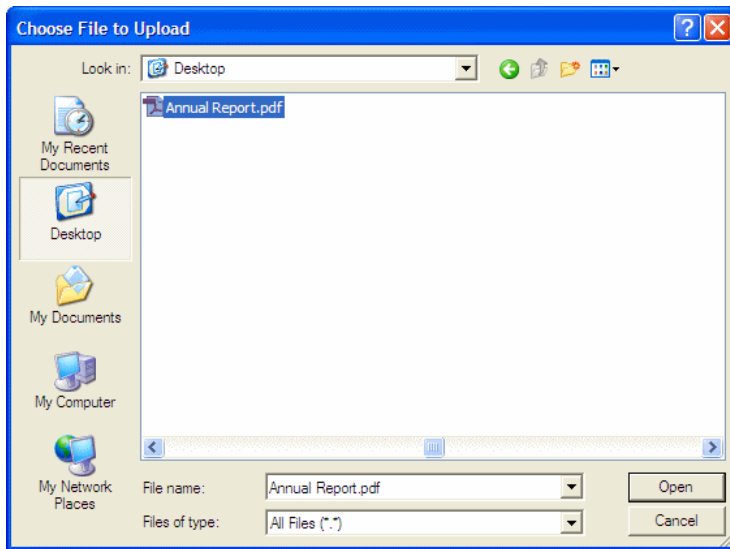 Choose File to Upload
Look in:
Desktop
My Recent
Documents
Desktop
My Documents
My Computer
My Network
Places
Annual Report.pdf
File name:
Annual Report.pdf
Open
Files of type:
All Files (*.*)
Cancel